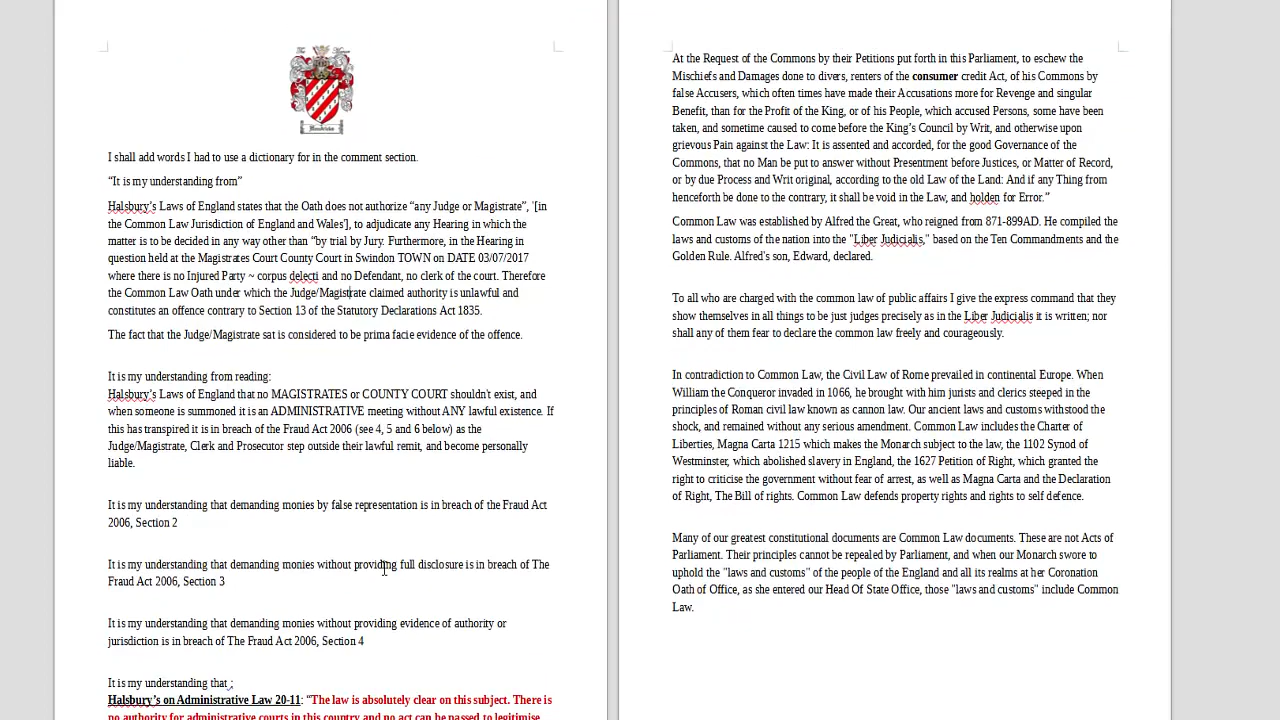 I shall add words I had to use a dictionary for in the comment section.
“It is my understanding from”
Halsbury’s Laws of England states that the Oath does not authorize “any Judge or Magistrate”, '[in
the Common Law Jurisdiction of England and Wales'], to adjudicate any Hearing in which the
matter is to be decided in any way other than “by trial by Jury. Furthermore, in the Hearing in
question held at the Magistrates Court County Court in Swindon TOWN on DATE 03/07/2017
where there is no Injured Party ~ corpus delecti and no Defendant, no clerk of the court. Therefore
the Common Law Oath under which the Judge/Magistrate claimed authority is unlawful and
constitutes an offence contrary to Section 13 of the Statutory Declarations Act 1835.
The fact that the Judge/Magistrate sat is considered to be prima facie evidence of the offence.
It is my understanding from reading:
Halsbury’s Laws of England that no MAGISTRATES or COUNTY COURT shouldn't exist, and
when someone is summoned it is an ADMINISTRATIVE meeting without ANY lawful existence. If
this has transpired it is in breach of the Fraud Act 2006 (see 4, 5 and 6 below) as the
Judge/Magistrate, Clerk and Prosecutor step outside their lawful remit, and become personally
liable.
It is my understanding that demanding monies by false representation is in breach of the Fraud Act
2006, Section 2
It is my understanding that demanding monies without providing full disclosure is in breach of The
Fraud Act 2006, Section 3
It is my understanding that demanding monies without providing evidence of authority or
jurisdiction is in breach of The Fraud Act 2006, Section 4
It is my understanding that ;
Halsbury’s on Administrative Law 20-11: “The law is absolutely clear on this subject. There is
no authority for administrative courts in this country and no act can be passed to legitimise
At the Request of the Commons by their Petitions put forth in this Parliament, to eschew the
Mischiefs and Damages done to divers, renters of the consumer credit Act, of his Commons by
false Accusers, which often times have made their Accusations more for Revenge and singular
Benefit, than for the Profit of the King, or of his People, which accused Persons, some have been
taken, and sometime caused to come before the King’s Council by Writ, and otherwise upon
grievous Pain against the Law: It is assented and accorded, for the good Governance of the
Commons, that no Man be put to answer without Presentment before Justices, or Matter of Record,
or by due Process and Writ original, according to the old Law of the Land: And if any Thing from
henceforth be done to the contrary, it shall be void in the Law, and holden for Error.”
Common Law was established by Alfred the Great, who reigned from 871-899AD. He compiled the
laws and customs of the nation into the "Liber Judicialis," based on the Ten Commandments and the
Golden Rule. Alfred's son, Edward, declared.
To all who are charged with the common law of public affairs I give the express command that they
show themselves in all things to be just judges precisely as in the Liber Judicialis it is written; nor
shall any of them fear to declare the common law freely and courageously.
In contradiction to Common Law, the Civil Law of Rome prevailed in continental Europe. When
William the Conqueror invaded in 1066, he brought with him jurists and clerics steeped in the
principles of Roman civil law known as cannon law. Our ancient laws and customs withstood the
shock, and remained without any serious amendment. Common Law includes the Charter of
Liberties, Magna Carta 1215 which makes the Monarch subject to the law, the 1102 Synod of
Westminster, which abolished slavery in England, the 1627 Petition of Right, which granted the
right to criticise the government without fear of arrest, as well as Magna Carta and the Declaration
of Right, The Bill of rights. Common Law defends property rights and rights to self defence.
Many of our greatest constitutional documents are Common Law documents. These are not Acts of
Parliament. Their principles cannot be repealed by Parliament, and when our Monarch swore to
uphold the "laws and customs" of the people of the England and all its realms at her Coronation
Oath of Office, as she entered our Head Of State Office, those "laws and customs" include Common
Law.